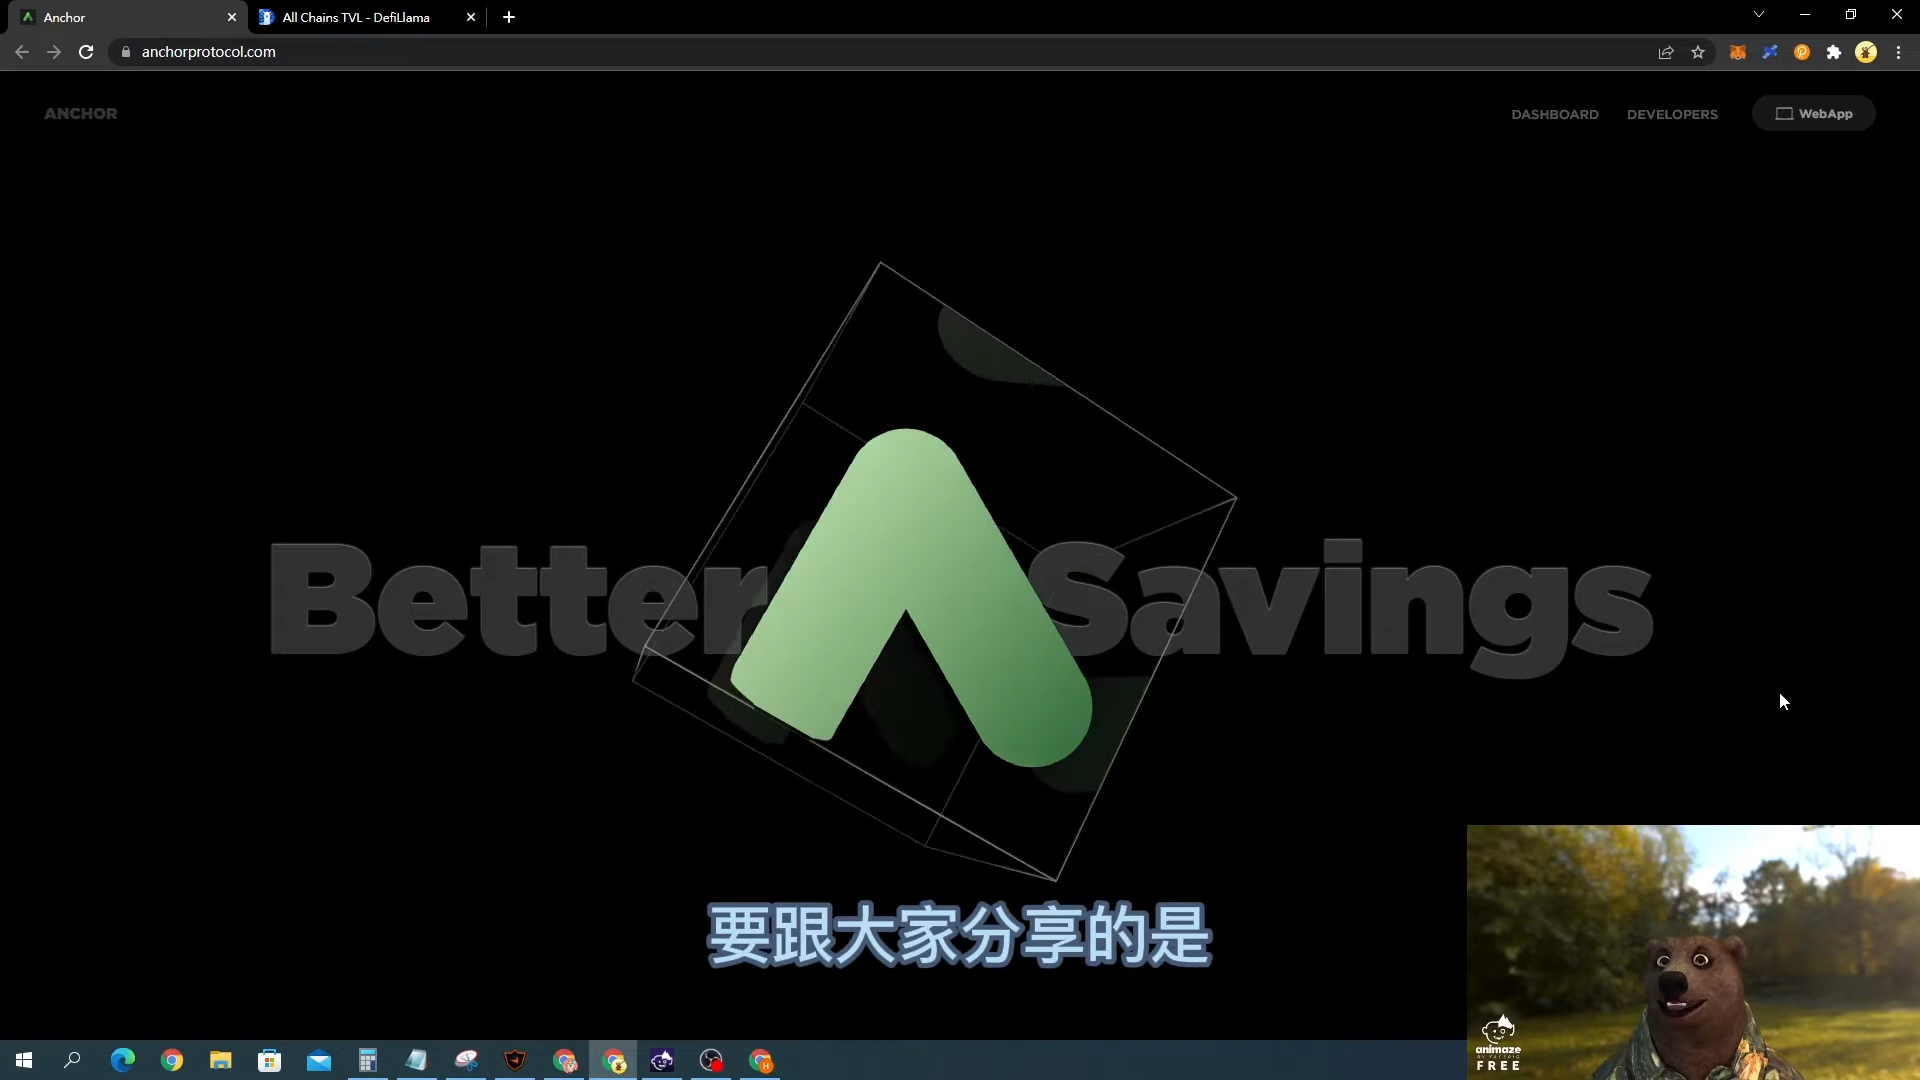 Anchor
All Chains TVL - DefiLlama
anchorprotocol.com
ANCHOR
DASHBOARD
DEVELOPERS
WebApp
Better Savings
要跟大家分享的是
animaze
FREE